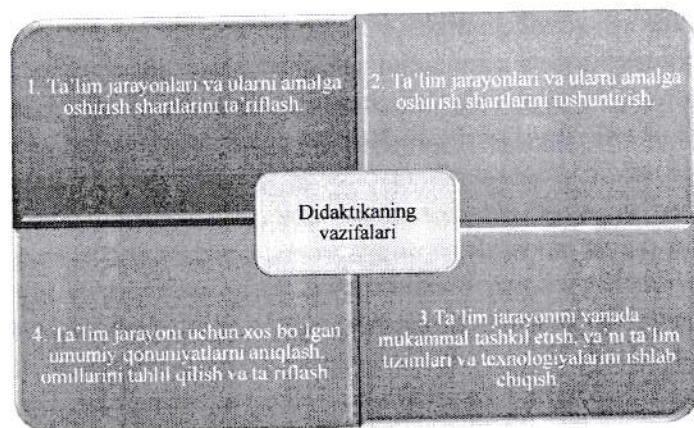 1. Ta'lim jarayonlari va ularni amalga
oshirish shartlarini ta'riflash.
2. Ta'lim jarayonlari va ularni amalga
oshirish shartlarini tushuntirish.
Didaktikaning
vazifalari
3.Ta'lim jarayonini yanada
mukammal tashkil etish, ya'ni ta'lim
tizimlari va texnologiyalarini ishlab
chiqish.
4. Ta'lim jarayoni uchun xos bo'lgan
umumiy qonuniyatlarni aniqlash,
omillarini tahlil qilish va ta'riflash